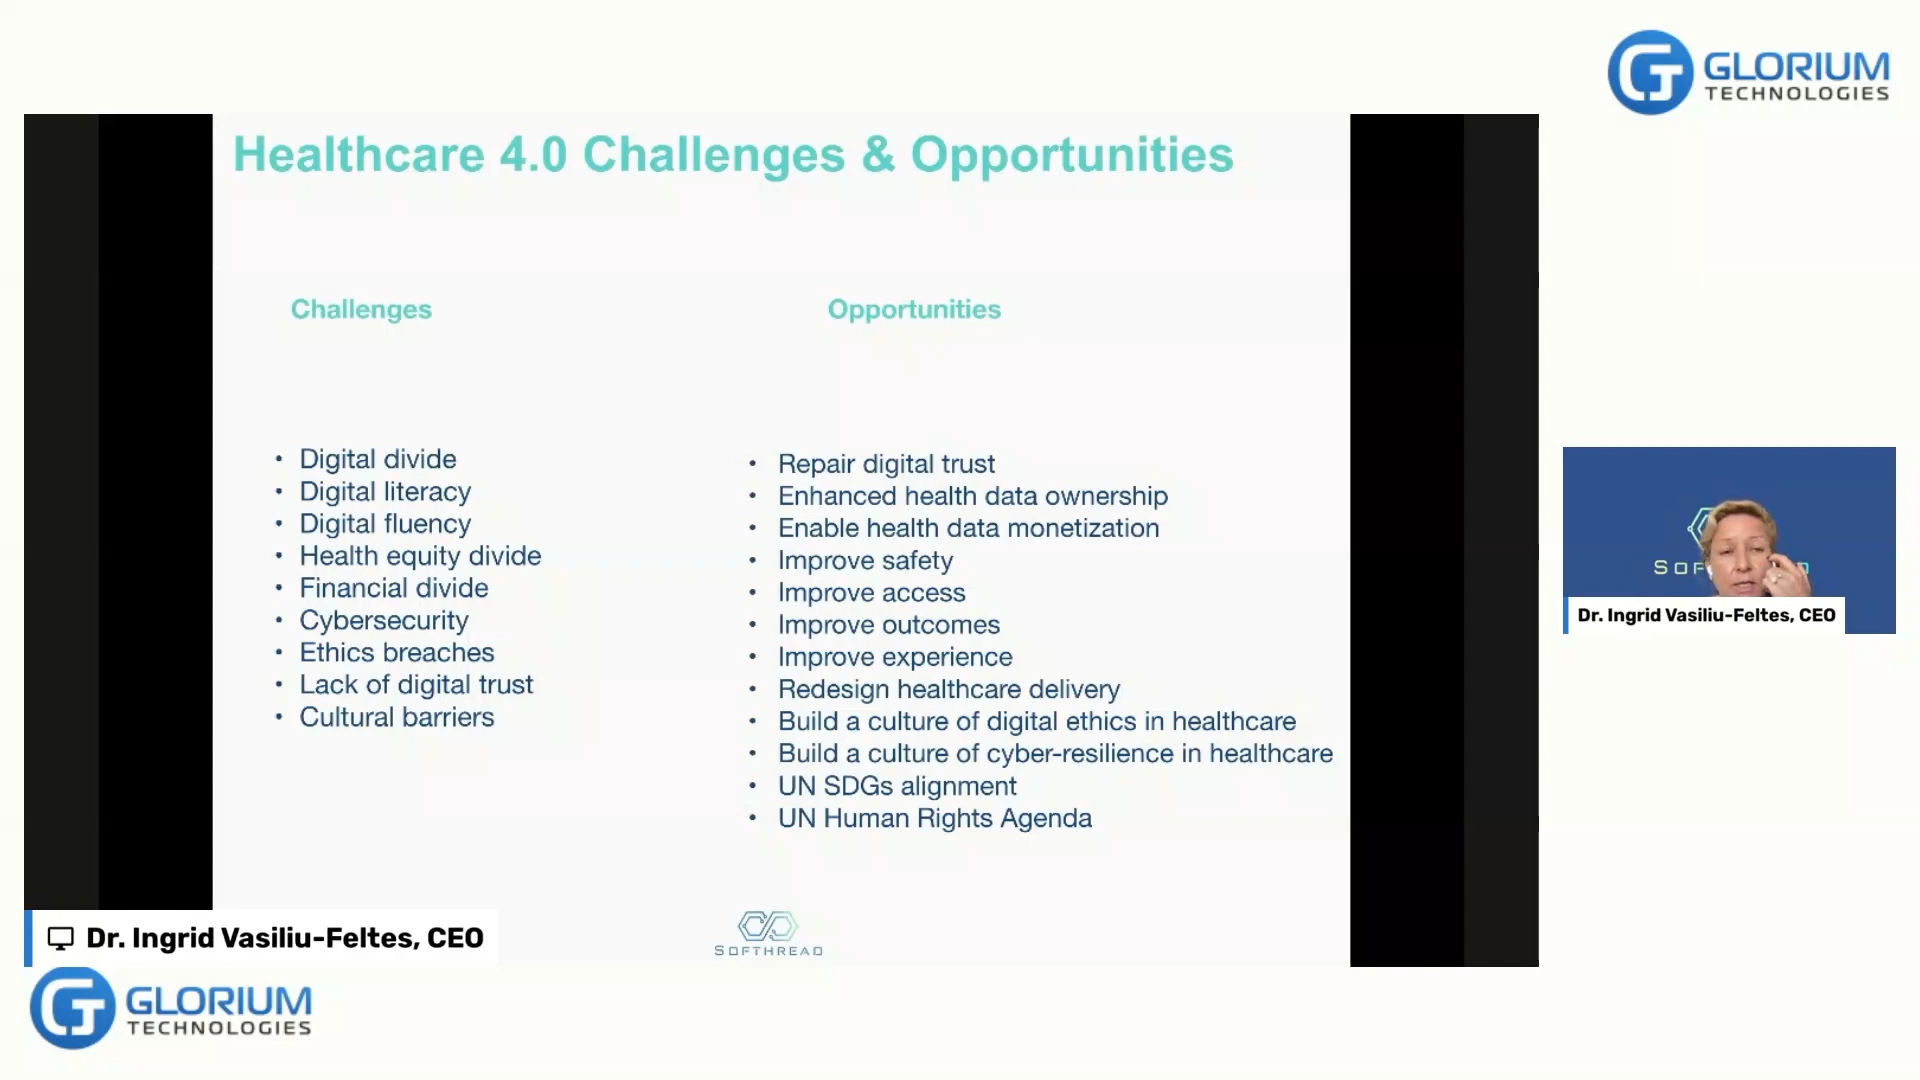 GLORIUM
TECHNOLOGIES
Healthcare 4.0 Challenges & Opportunities
Challenges
• Digital divide
• Digital literacy
• Digital fluency
• Health equity divide
• Financial divide
• Cybersecurity
• Ethics breaches
• Lack of digital trust
• Cultural barriers
Opportunities
• Repair digital trust
• Enhanced health data ownership
• Enable health data monetization
• Improve safety
• Improve access
• Improve outcomes
• Improve experience
• Redesign healthcare delivery
• Build a culture of digital ethics in healthcare
• Build a culture of cyber-resilience in healthcare
• UN SDGs alignment
• UN Human Rights Agenda
SOFTHREAD
Dr. Ingrid Vasiliu-Feltes, CEO
Dr. Ingrid Vasiliu-Feltes, CEO
GLORIUM
TECHNOLOGIES